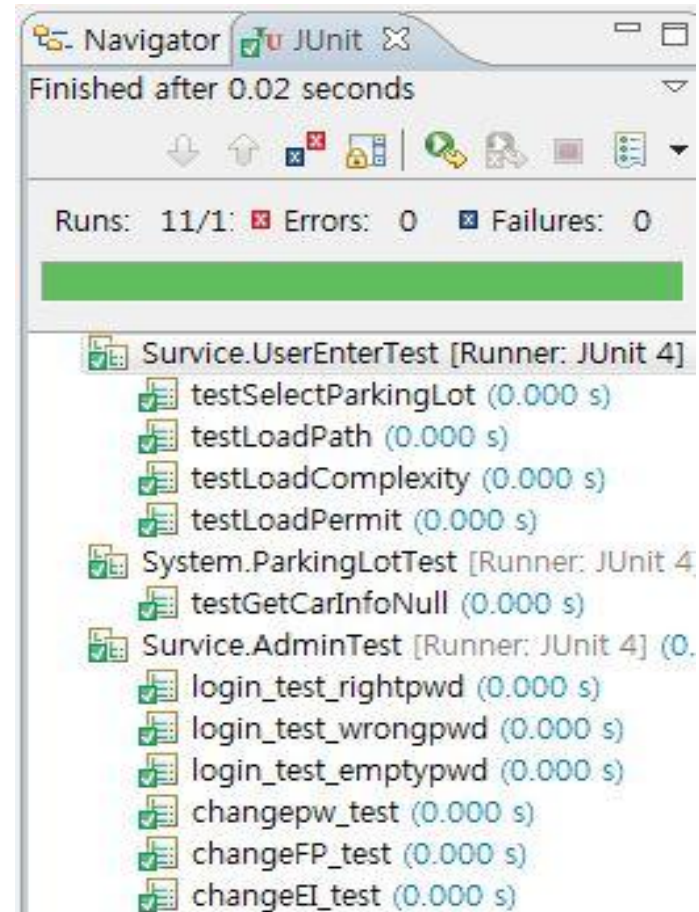 Navigator JUnit
Finished after 0.02 seconds
Runs: 11/1 Errors: 0 Failures: 0
Survice.UserEnterTest [Runner: JUnit 4]
testSelectParkingLot (0.000 s)
testLoadPath (0.000 s)
testLoadComplexity (0.000 s)
testLoadPermit (0.000 s)
System.ParkingLotTest [Runner: JUnit 4]
testGetCarInfoNull (0.000 s)
Survice.AdminTest [Runner: JUnit 4] (0.
login_test_rightpwd (0.000 s)
login_test_wrongpwd (0.000 s)
login_test_emptypwd (0.000 s)
changepw_test (0.000 s)
changeFP_test (0.000 s)
changeEI_test (0.000 s)